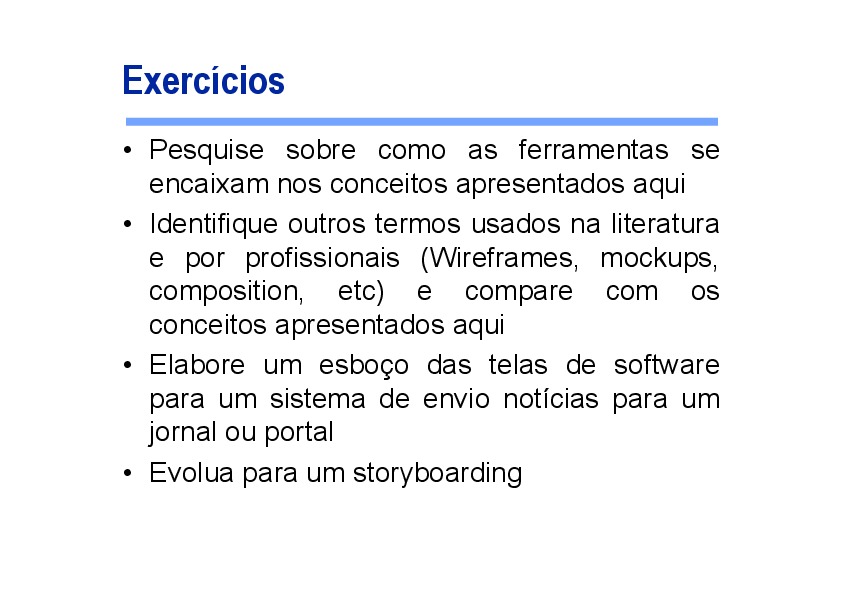 Exercícios
• Pesquise sobre como as ferramentas se
encaixam nos conceitos apresentados aqui
• Identifique outros termos usados na literatura
e por profissionais (Wireframes, mockups,
composition, etc) e compare com os
conceitos apresentados aqui
• Elabore um esboço das telas de software
para um sistema de envio notícias para um
jornal ou portal
• Evolua para um storyboarding